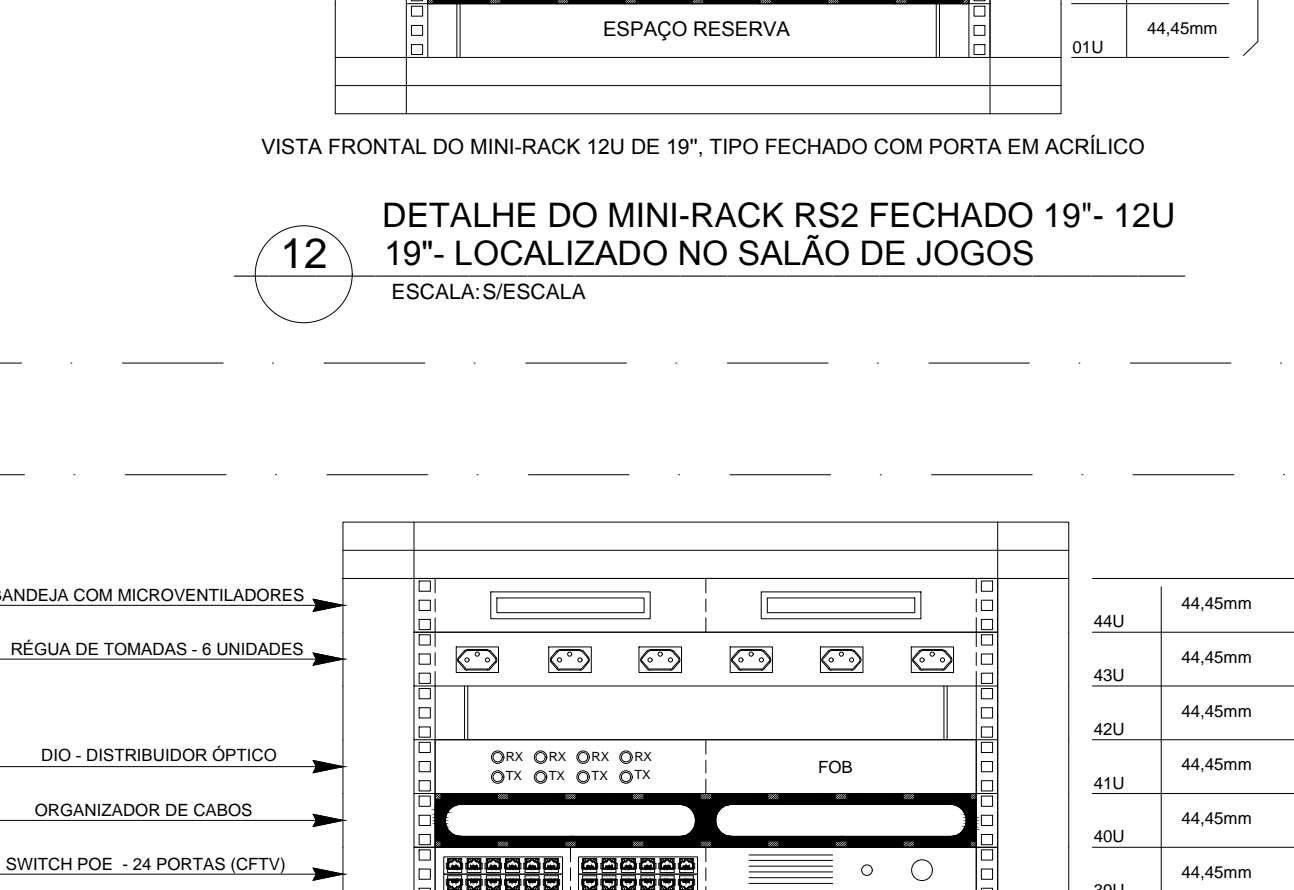 ESPAÇO RESERVA
44,45mm
01U
VISTA FRONTAL DO MINI-RACK 12U DE 19", TIPO FECHADO COM PORTA EM ACRÍLICO
12
DETALHE DO MINI-RACK RS2 FECHADO 19"- 12U
19"- LOCALIZADO NO SALÃO DE JOGOS
ESCALA: S/ESCALA
BANDEJA COM MICROVENTILADORES
44U
44,45mm
RÉGUA DE TOMADAS - 6 UNIDADES
43U
44,45mm
42U
44,45mm
DIO - DISTRIBUIDOR ÓPTICO
RX RX RX RX
TX TX TX TX
FOB
41U
44,45mm
ORGANIZADOR DE CABOS
40U
44,45mm
SWITCH POE - 24 PORTAS (CFTV)
39U
44,45mm